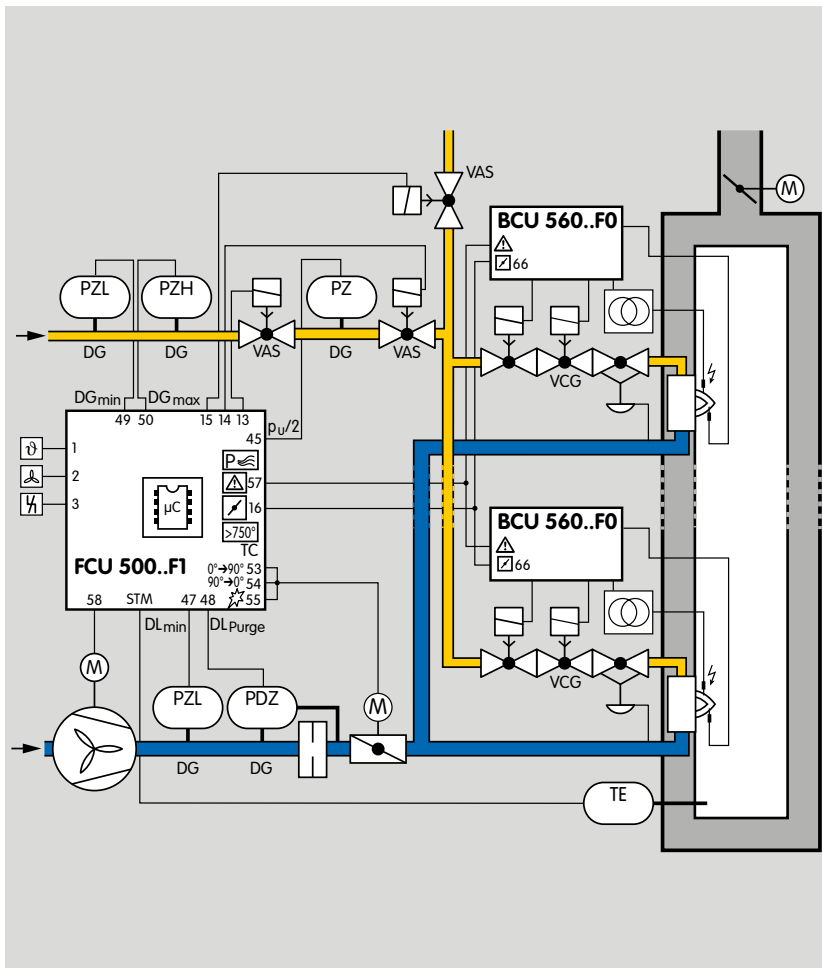 VAS
M
BCU 560..F0
66
PZL
PZH
PZ
DG
DG
VAS
DG
VAS
VCG
DGmin
DGmax
49 50
15 14 13
pu/2
45
ϑ
1
P
2
57
3
µC
16
>750°
TC
BCU 560..F0
66
FCU 500..F1
0°→90° 53
90°→0° 54
55
58
STM
47 48
DLmin
DLPurge
M
PZL
PDZ
M
VCG
DG
DG
TE